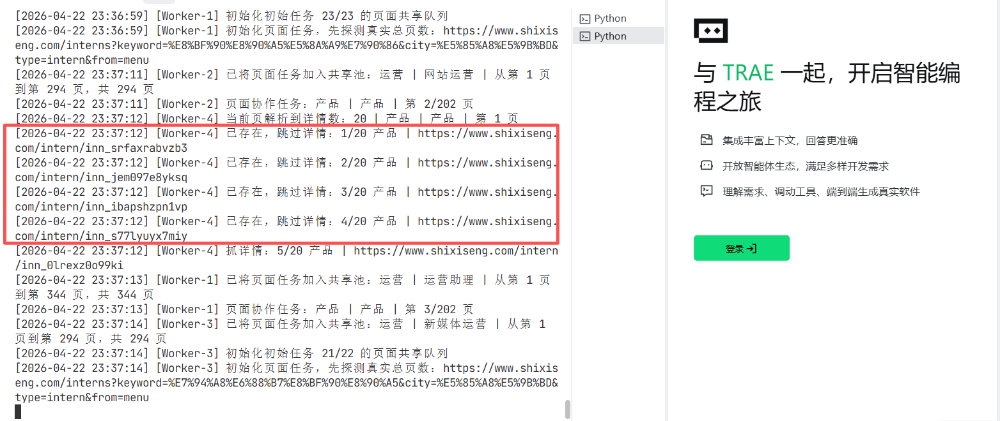 [2026-04-22 23:36:59] [Worker-1] 初始化初始任务 23/23 的页面共享队列
[2026-04-22 23:36:59] [Worker-1] 初始化页面任务，先探测真实总页数：https://www.shixis
eng.com/interns?keyword=%E8%BF%90%E8%90%A5%E5%8A%A9%E7%90%86&city=%E5%85%A8%E5%9B%BD&
type=intern&from=menu
[2026-04-22 23:37:11] [Worker-2] 已将页面任务加入共享池：运营 | 网站运营 | 从第 1 页
到第 294 页，共 294 页
[2026-04-22 23:37:11] [Worker-2] 页面协作任务：产品 | 产品 | 第 2/202 页
[2026-04-22 23:37:12] [Worker-4] 当前页解析到详情数：20 | 产品 | 产品 | 第 1 页
[2026-04-22 23:37:12] [Worker-4] 已存在，跳过详情：1/20 产品 | https://www.shixiseng.
com/intern/inn_srfaxrabvzb3
[2026-04-22 23:37:12] [Worker-4] 已存在，跳过详情：2/20 产品 | https://www.shixiseng.
com/intern/inn_jem097e8yksq
[2026-04-22 23:37:12] [Worker-4] 已存在，跳过详情：3/20 产品 | https://www.shixiseng.
com/intern/inn_ibapshzpn1vp
[2026-04-22 23:37:12] [Worker-4] 已存在，跳过详情：4/20 产品 | https://www.shixiseng.
com/intern/inn_s77lyuyx7miy
[2026-04-22 23:37:12] [Worker-4] 抓详情：5/20 产品 | https://www.shixiseng.com/intern
/inn_0lrexz0o99ki
[2026-04-22 23:37:13] [Worker-1] 已将页面任务加入共享池：运营 | 运营助理 | 从第 1 页
到第 344 页，共 344 页
[2026-04-22 23:37:13] [Worker-1] 页面协作任务：产品 | 产品 | 第 3/202 页
[2026-04-22 23:37:14] [Worker-3] 已将页面任务加入共享池：运营 | 新媒体运营 | 从第 1
页到第 294 页，共 294 页
[2026-04-22 23:37:14] [Worker-3] 初始化初始任务 21/22 的页面共享队列
[2026-04-22 23:37:14] [Worker-3] 初始化页面任务，先探测真实总页数：https://www.shixis
eng.com/interns?keyword=%E7%94%A8%E6%88%B7%E8%BF%90%E8%90%A5&city=%E5%85%A8%E5%9B%BD&
type=intern&from=menu
Python
Python
与 TRAE 一起，开启智能编
程之旅
集成丰富上下文，回答更准确
开放智能体生态，满足多样开发需求
理解需求、调动工具、端到端生成真实软件
登录